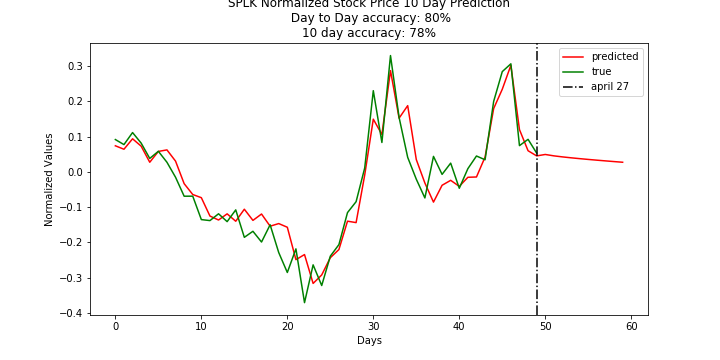 SPLK Normalized Stock Price 10 Day Prediction
Day to Day accuracy: 80%
10 day accuracy: 78%
predicted
true
april 27
Normalized Values
0.3
0.2
0.1
0.0
−0.1
−0.2
−0.3
−0.4
0
10
20
30
40
50
60
Days